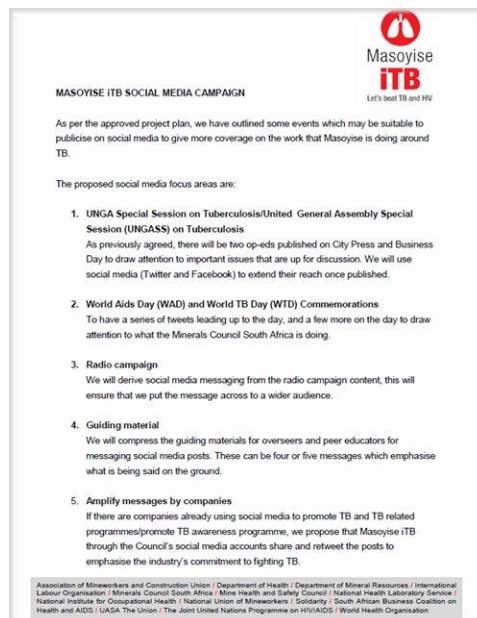 Masoyise
iTB
Let's beat TB and HIV
MASOYISE iTB SOCIAL MEDIA CAMPAIGN
As per the approved project plan, we have outlined some events which may be suitable to
publicise on social media to give more coverage on the work that Masoyise is doing around
TB.
The proposed social media focus areas are:
1. UNGA Special Session on Tuberculosis/United General Assembly Special
Session (UNGASS) on Tuberculosis
As previously agreed, there will be two op-eds published on City Press and Business
Day to draw attention to important issues that are up for discussion. We will use
social media (Twitter and Facebook) to extend their reach once published.
2. World Aids Day (WAD) and World TB Day (WTD) Commemorations
To have a series of tweets leading up to the day, and a few more on the day to draw
attention to what the Minerals Council South Africa is doing.
3. Radio campaign
We will derive social media messaging from the radio campaign content, this will
ensure that we put the message across to a wider audience.
4. Guiding material
We will compress the guiding materials for overseers and peer educators for
messaging social media posts. These can be four or five messages which emphasise
what is being said on the ground.
5. Amplify messages by companies
If there are companies already using social media to promote TB and TB related
programmes/promote TB awareness programme, we propose that Masoyise iTB
through the Council's social media accounts share and retweet the posts to
emphasise the industry's commitment to fighting TB.
Association of Mineworkers and Construction Union / Department of Health / Department of Mineral Resources / International
Labour Organisation / Minerals Council South Africa / Mine Health and Safety Council / National Health Laboratory Service /
National Institute for Occupational Health / National Union of Mineworkers / Solidarity / South African Business Coalition on
Health and AIDS / UASA The Union / The Joint United Nations Programme on HIV/AIDS / World Health Organisation